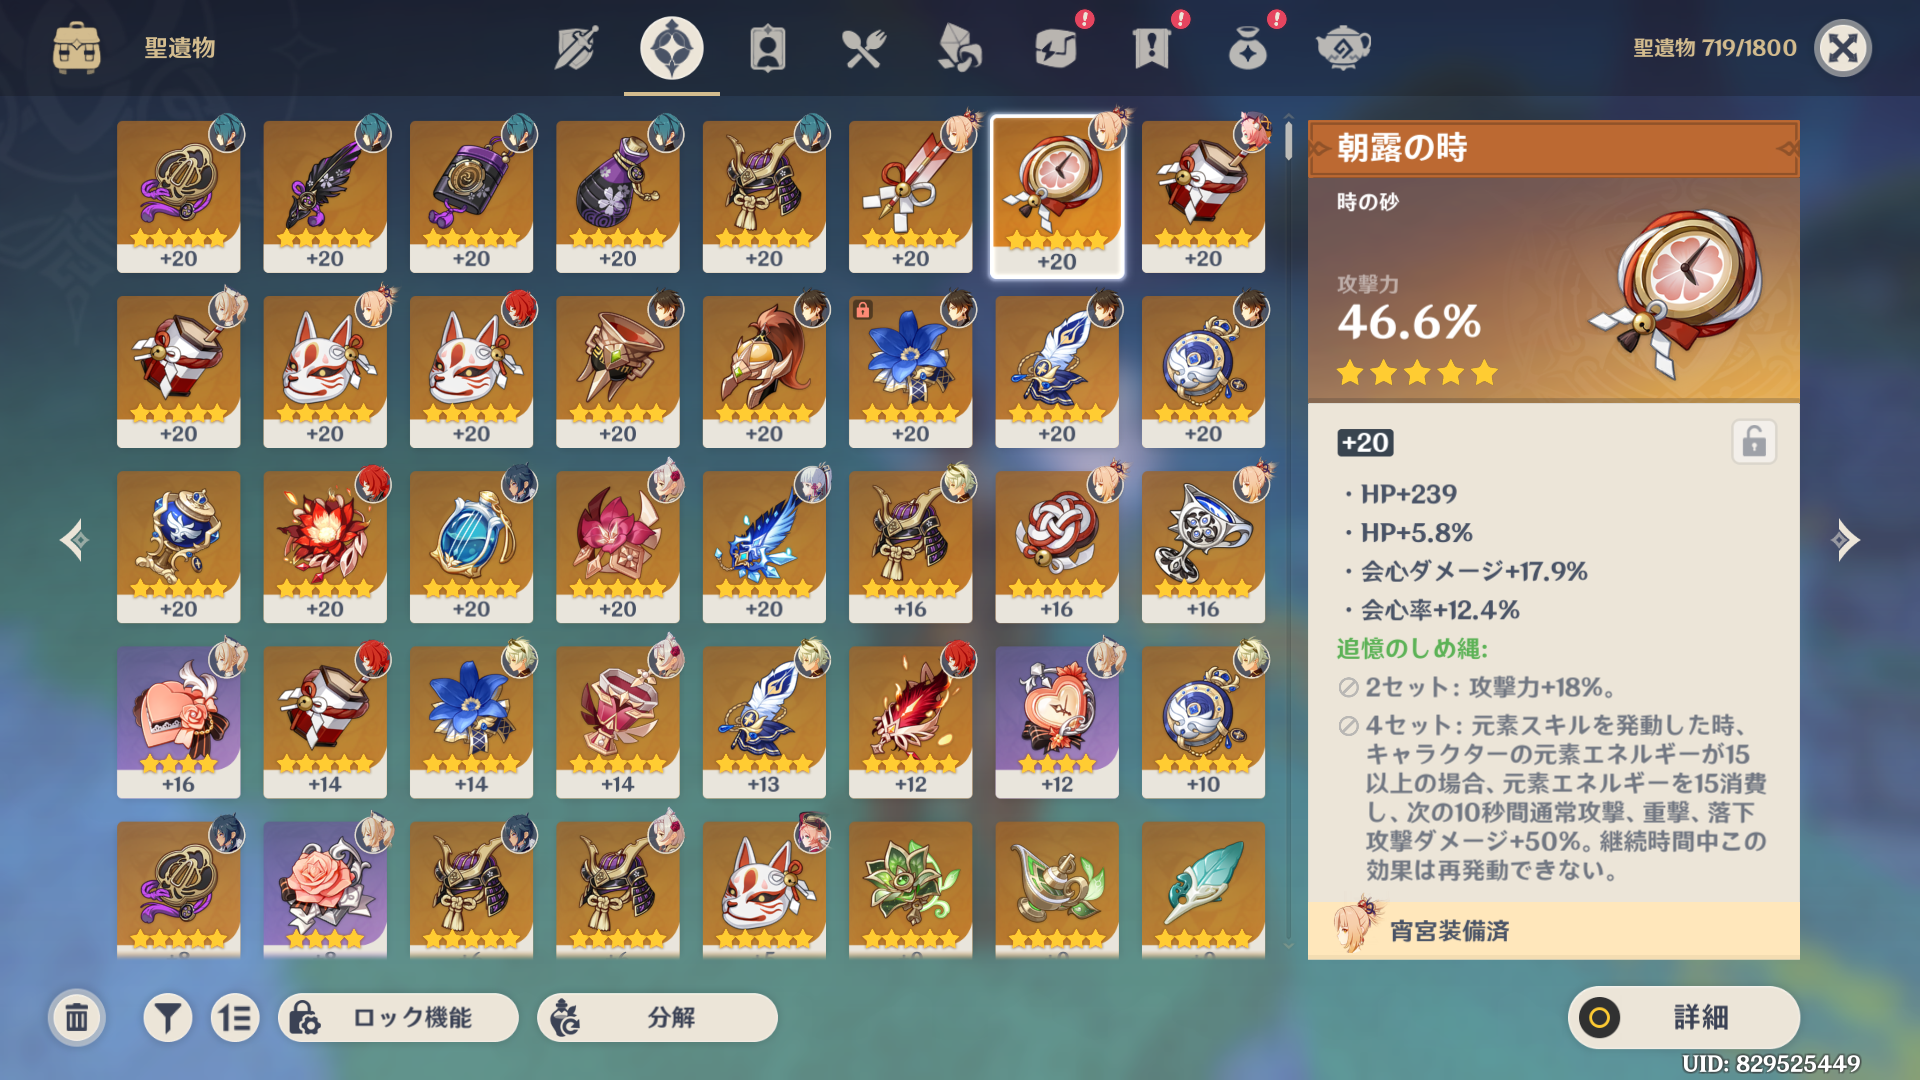 聖遺物
聖遺物 719/1800
+20 +20 +20 +20 +20 +20 +20 +20
+20 +20 +20 +20 +20 +20 +20 +20
+20 +20 +20 +20 +20 +16 +16 +16
+16 +14 +14 +14 +13 +12 +12 +10
朝露の時
時の砂
攻撃力
46.6%
+20
・HP+239
・HP+5.8%
・会心ダメージ+17.9%
・会心率+12.4%
追憶のしめ縄:
2セット: 攻撃力+18%。
4セット: 元素スキルを発動した時、
キャラクターの元素エネルギーが15
以上の場合、元素エネルギーを15消費
し、次の10秒間通常攻撃、重撃、落下
攻撃ダメージ+50%。継続時間中この
効果は再発動できない。
宵宮装備済
ロック機能
分解
詳細
UID: 829525449